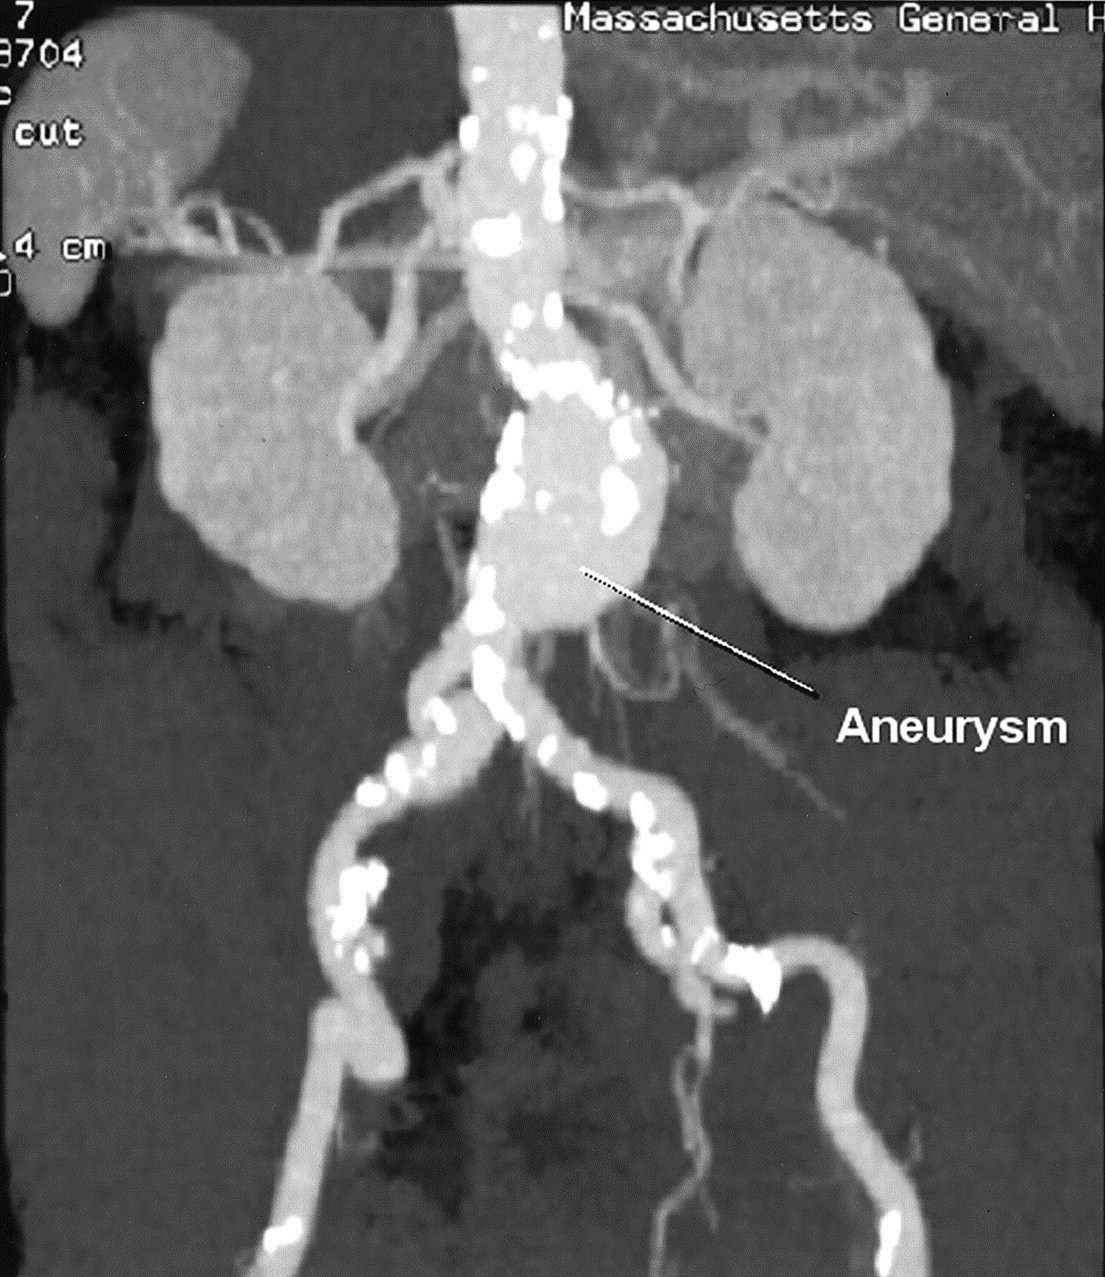 Massachusetts General H
7
8704
cut
.4 cm
Aneurysm